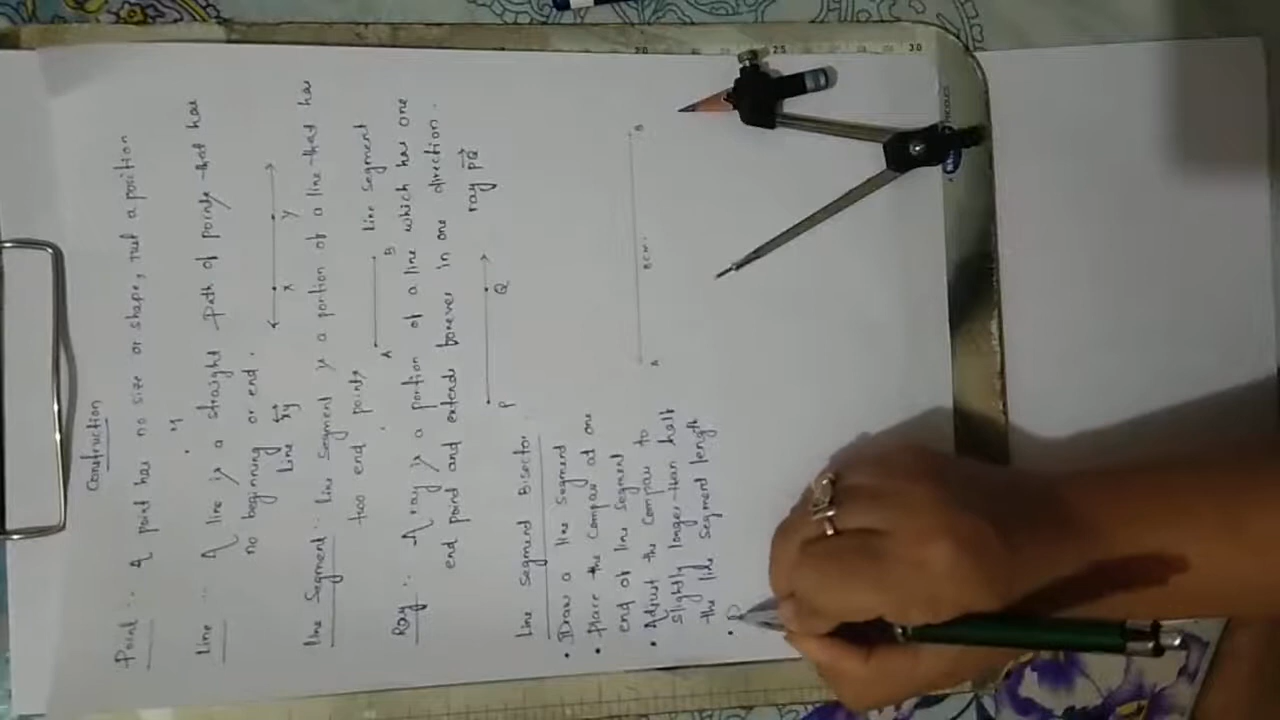 Construction
Point :- A point has no size or shape, just a position
. M
Line :- A line is a straight path of points that has
no beginning or end.
Line xy
x y
Line Segment :- Line Segment is a portion of a line that has
two end points
A B Line Segment
Ray :- A ray is a portion of a line which has one
end point and extends forever in one direction.
P Q ray PQ
Line Segment Bisector
• Draw a line segment
• Place the compass at one
end of line segment
• Adjust the compass to
slightly longer than half
the line segment length
• D
A 8cm. B
20 25 30